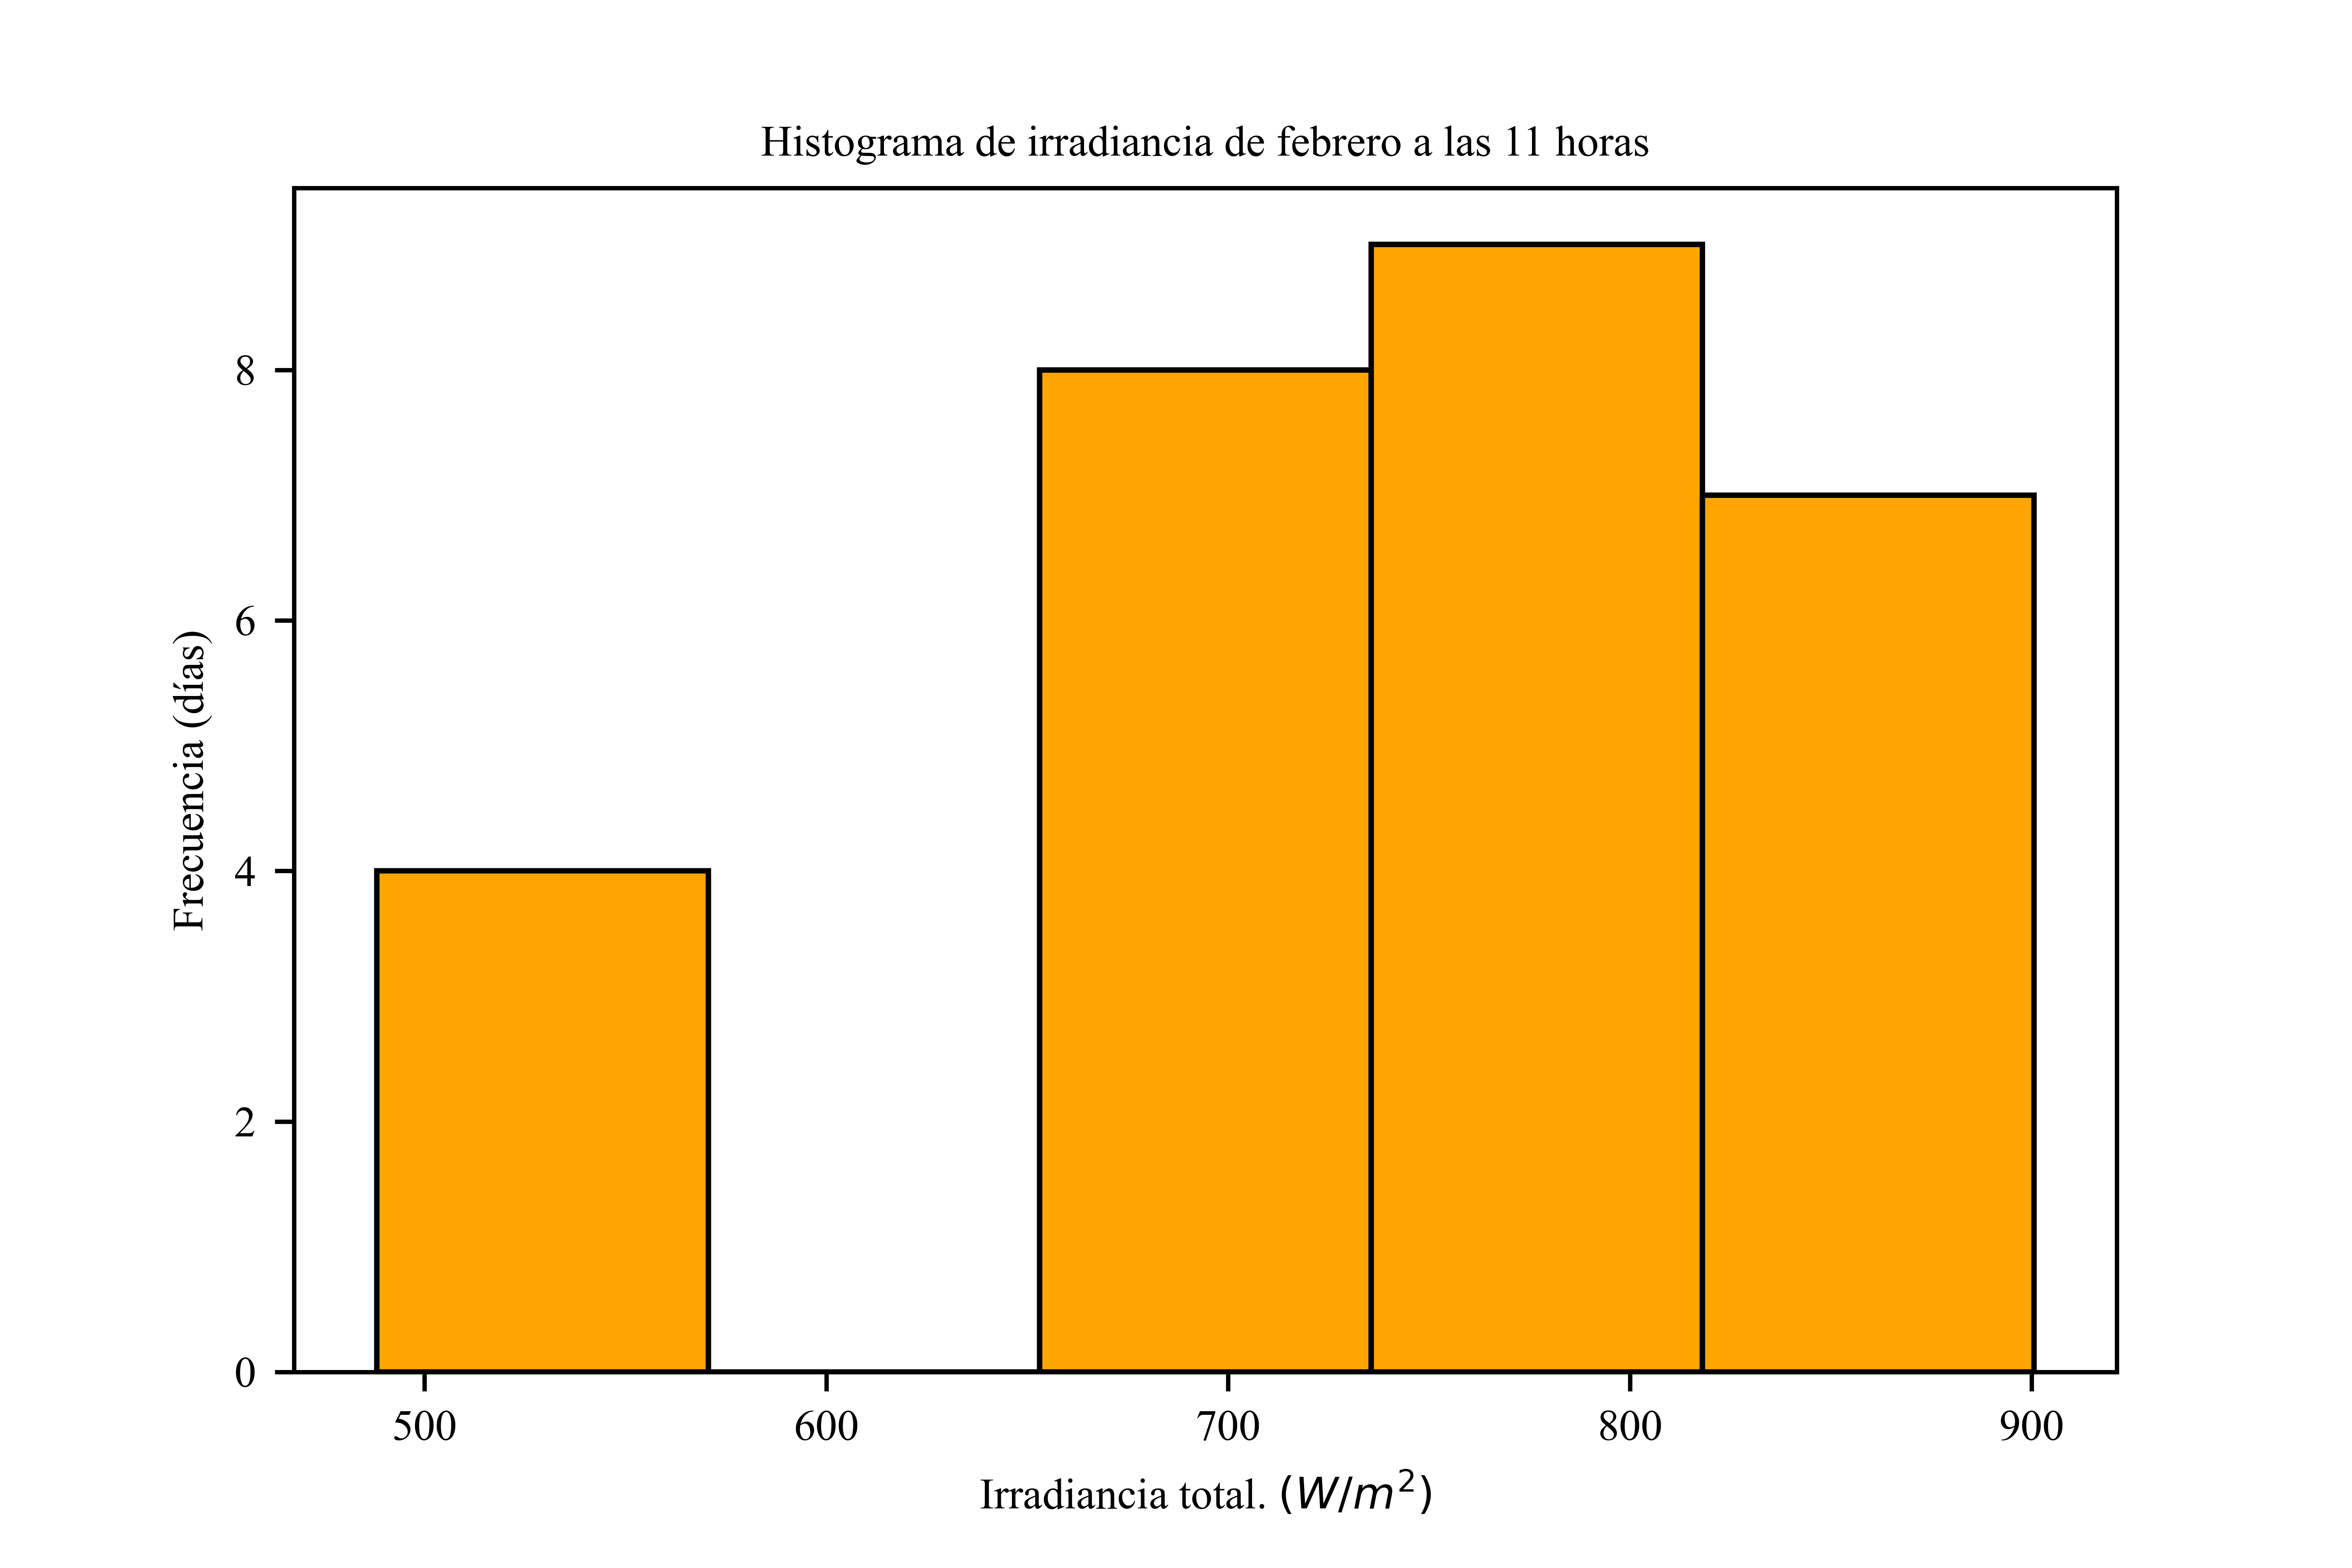 Histograma de irradiancia de febrero a las 11 horas
Frecuencia (días)
8
6
4
2
0
500 600 700 800 900
Irradiancia total. (W/m²)